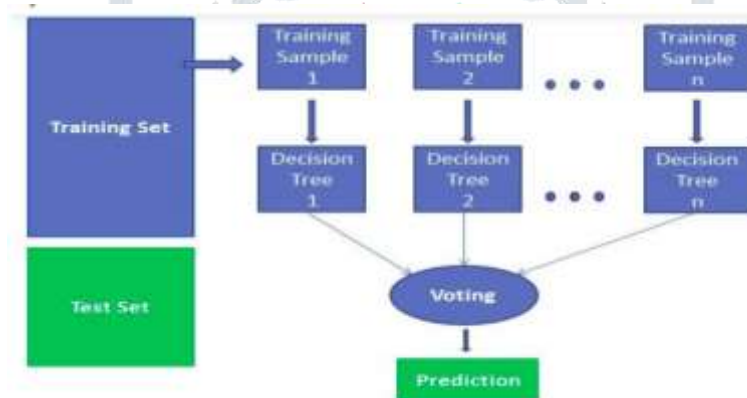 Training Set
Training
Sample
1
Training
Sample
2
Training
Sample
n
Decision
Tree
1
Decision
Tree
2
Decision
Tree
n
Test Set
Voting
Prediction